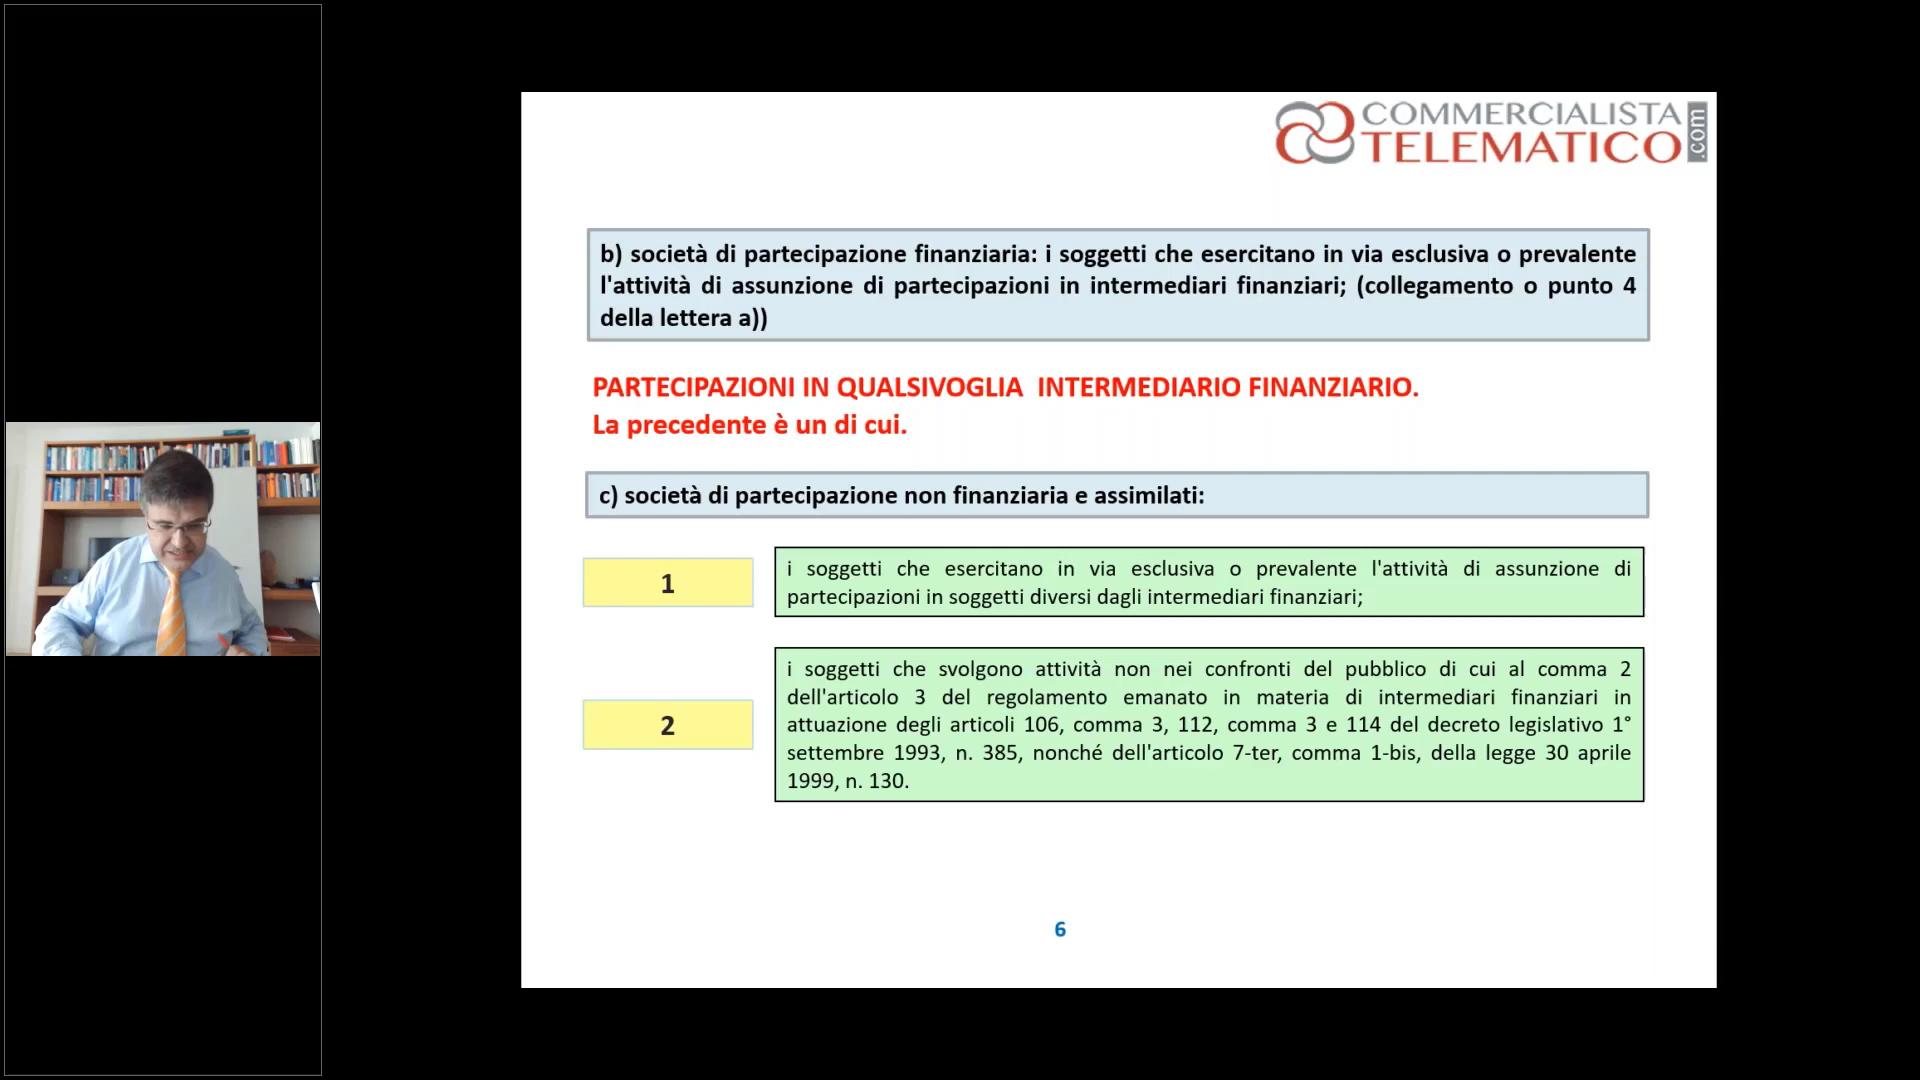 COMMERCIALISTA
TELEMATICO
.com
b) società di partecipazione finanziaria: i soggetti che esercitano in via esclusiva o prevalente
l'attività di assunzione di partecipazioni in intermediari finanziari; (collegamento o punto 4
della lettera a))
PARTECIPAZIONI IN QUALSIVOGLIA INTERMEDIARIO FINANZIARIO.
La precedente è un di cui.
c) società di partecipazione non finanziaria e assimilati:
1
i soggetti che esercitano in via esclusiva o prevalente l'attività di assunzione di
partecipazioni in soggetti diversi dagli intermediari finanziari;
2
i soggetti che svolgono attività non nei confronti del pubblico di cui al comma 2
dell'articolo 3 del regolamento emanato in materia di intermediari finanziari in
attuazione degli articoli 106, comma 3, 112, comma 3 e 114 del decreto legislativo 1°
settembre 1993, n. 385, nonché dell'articolo 7-ter, comma 1-bis, della legge 30 aprile
1999, n. 130.
6